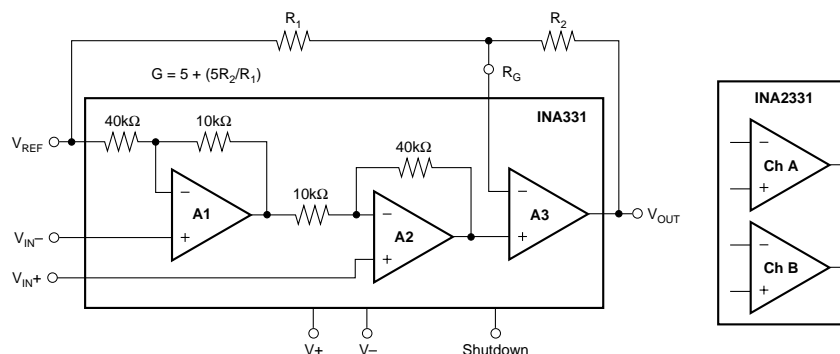 R1
R2
G = 5 + (5R2/R1)
RG
INA331
40kΩ
10kΩ
VREF
−
A1
+
10kΩ
40kΩ
−
A2
+
−
A3
+
VOUT
VIN−
VIN+
V+
V−
Shutdown
INA2331
−
Ch A
+
−
Ch B
+